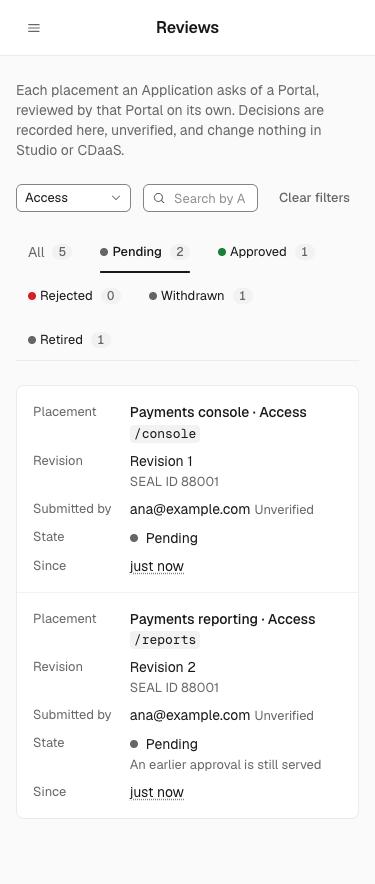 Reviews
Each placement an Application asks of a Portal,
reviewed by that Portal on its own. Decisions are
recorded here, unverified, and change nothing in
Studio or CDaaS.
Access Search by A Clear filters
All 5 Pending 2 Approved 1
Rejected 0 Withdrawn 1
Retired 1
Placement Payments console · Access
/console
Revision Revision 1
SEAL ID 88001
Submitted by ana@example.com Unverified
State Pending
Since just now
Placement Payments reporting · Access
/reports
Revision Revision 2
SEAL ID 88001
Submitted by ana@example.com Unverified
State Pending
An earlier approval is still served
Since just now